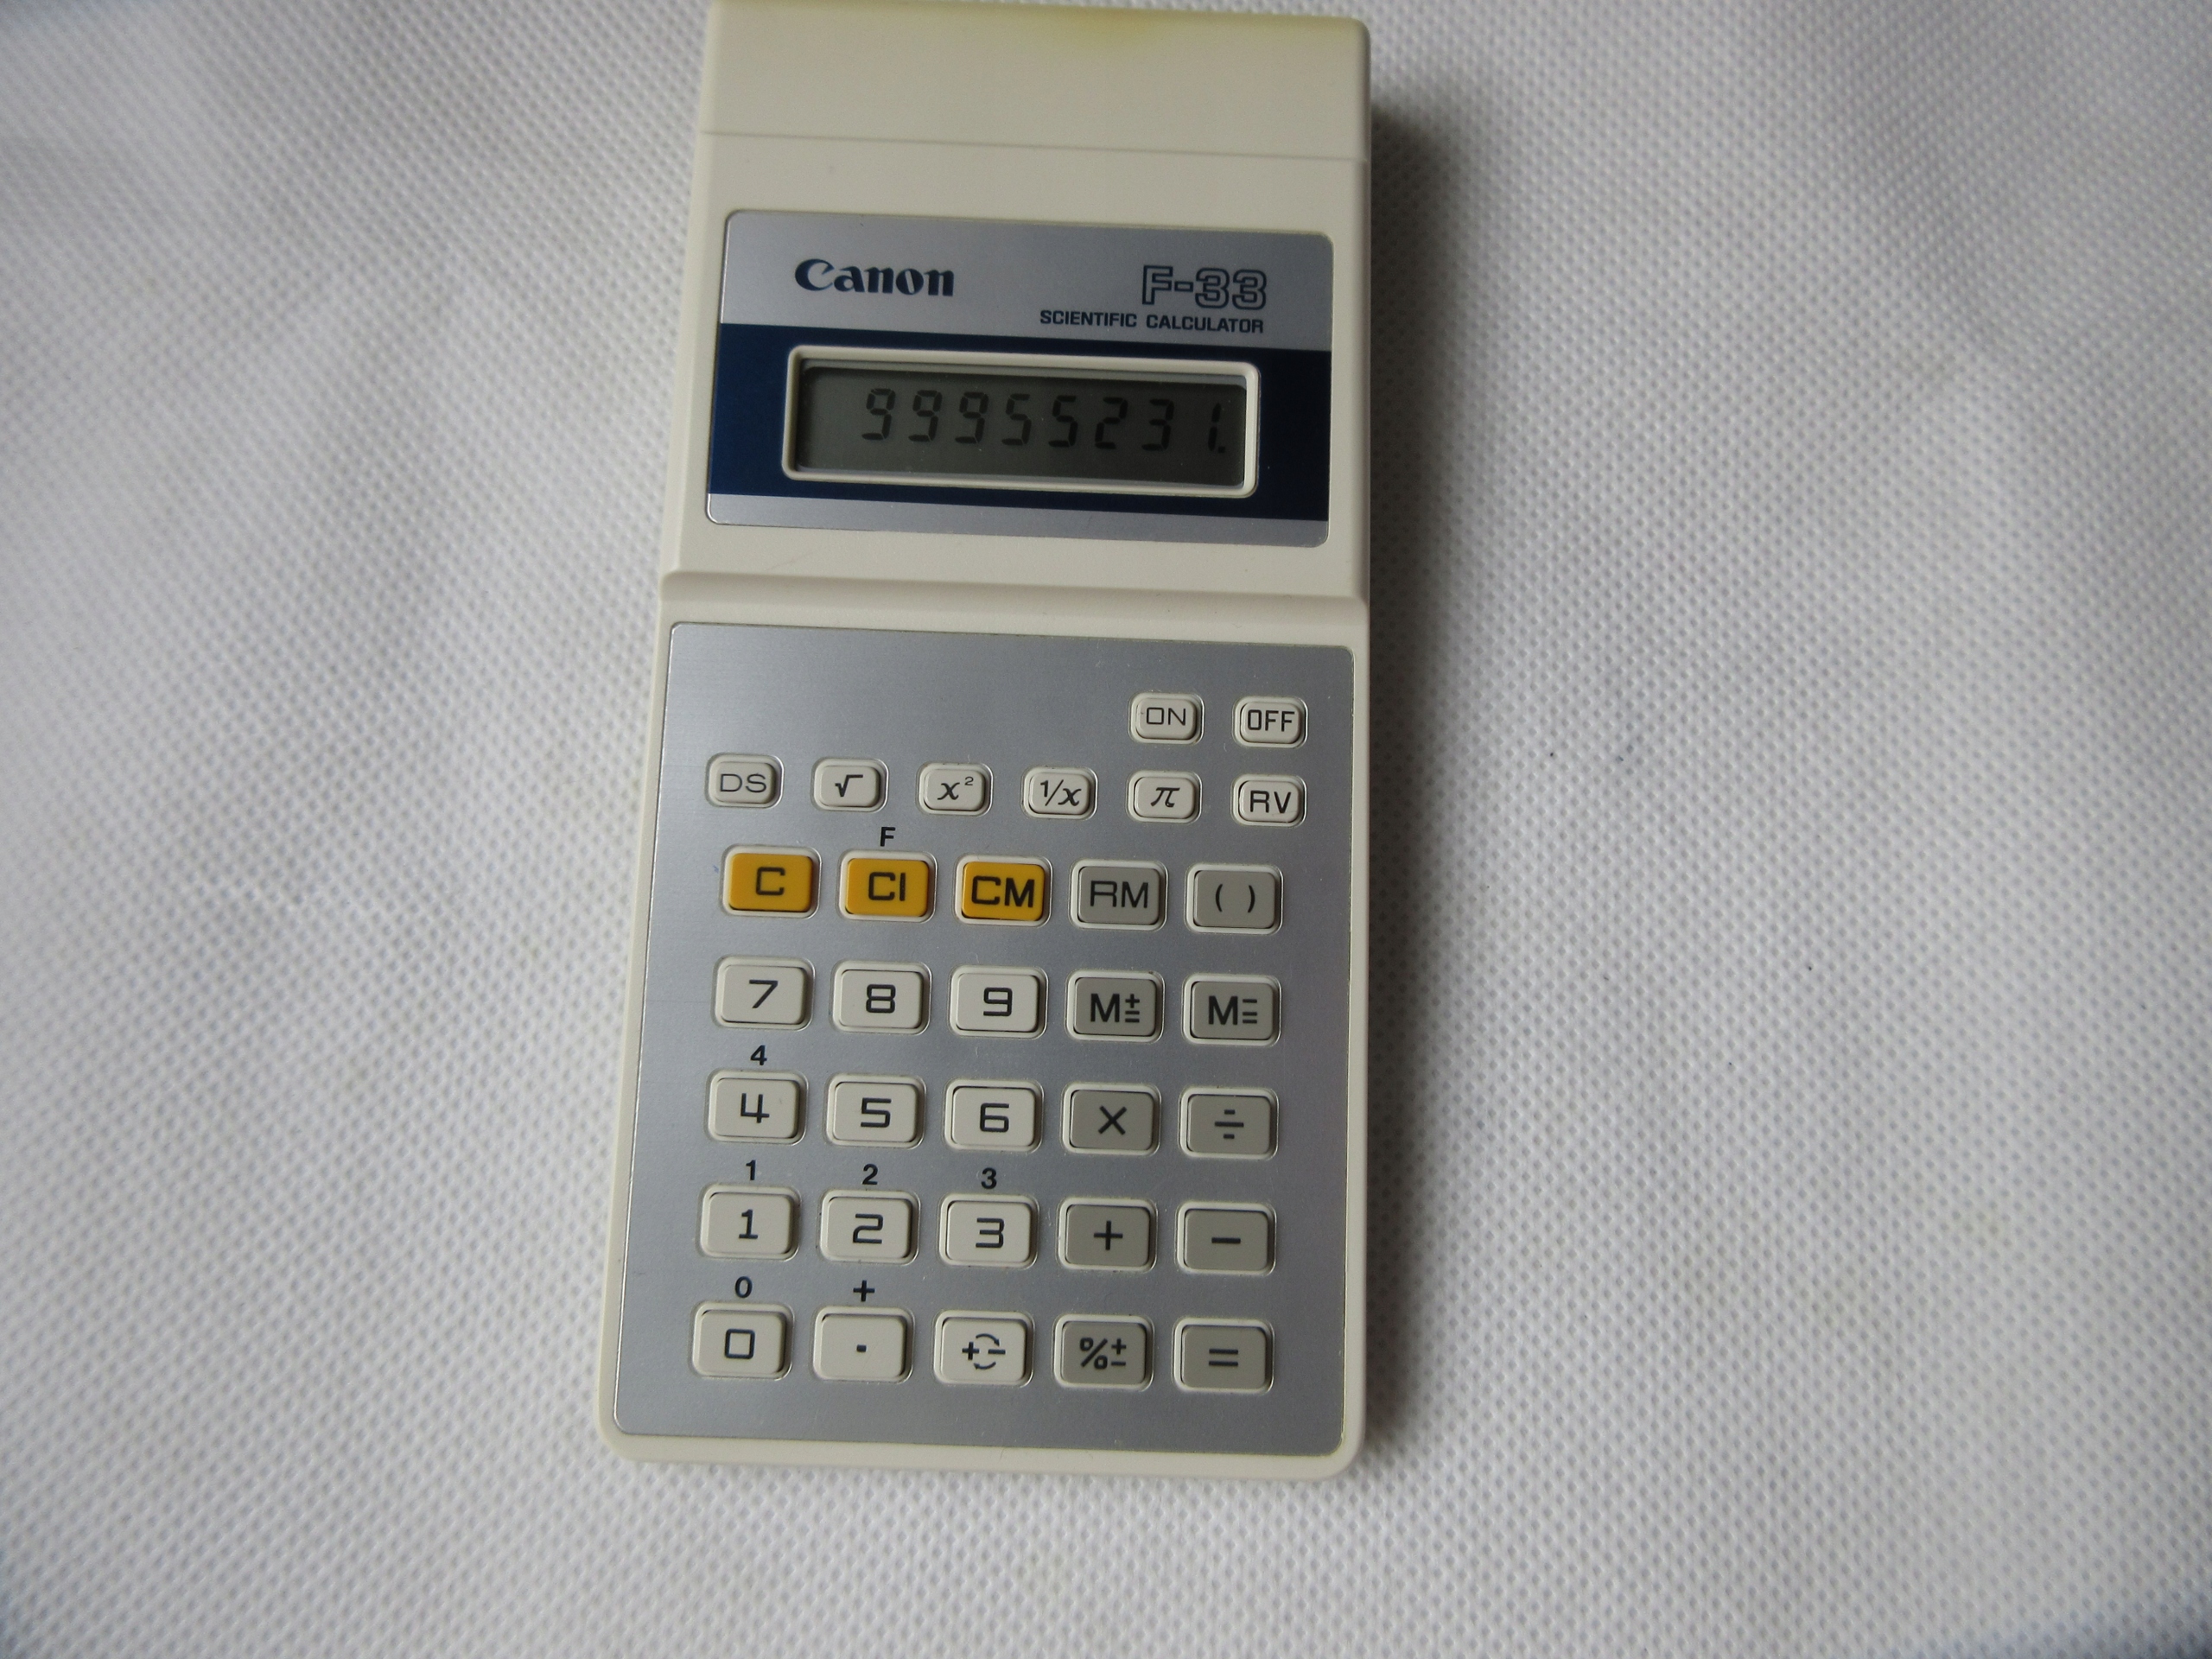 Canon F-33
SCIENTIFIC CALCULATOR
99955231.
ON OFF
DS √ x² 1/x π RV
F
C CI CM RM ( )
7 8 9 M± M=
4
4 5 6 × ÷
1 2 3
1 2 3 + −
0 +
0 · +− %± =